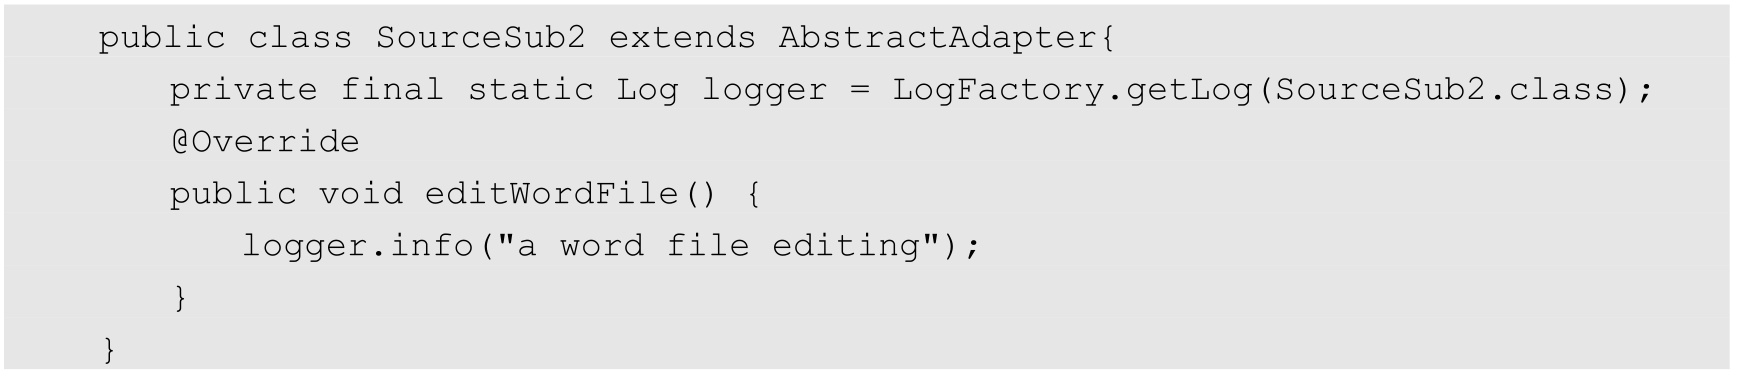 public class SourceSub2 extends AbstractAdapter{
    private final static Log logger = LogFactory.getLog(SourceSub2.class);
    @Override
    public void editWordFile() {
        logger.info("a word file editing");
    }
}